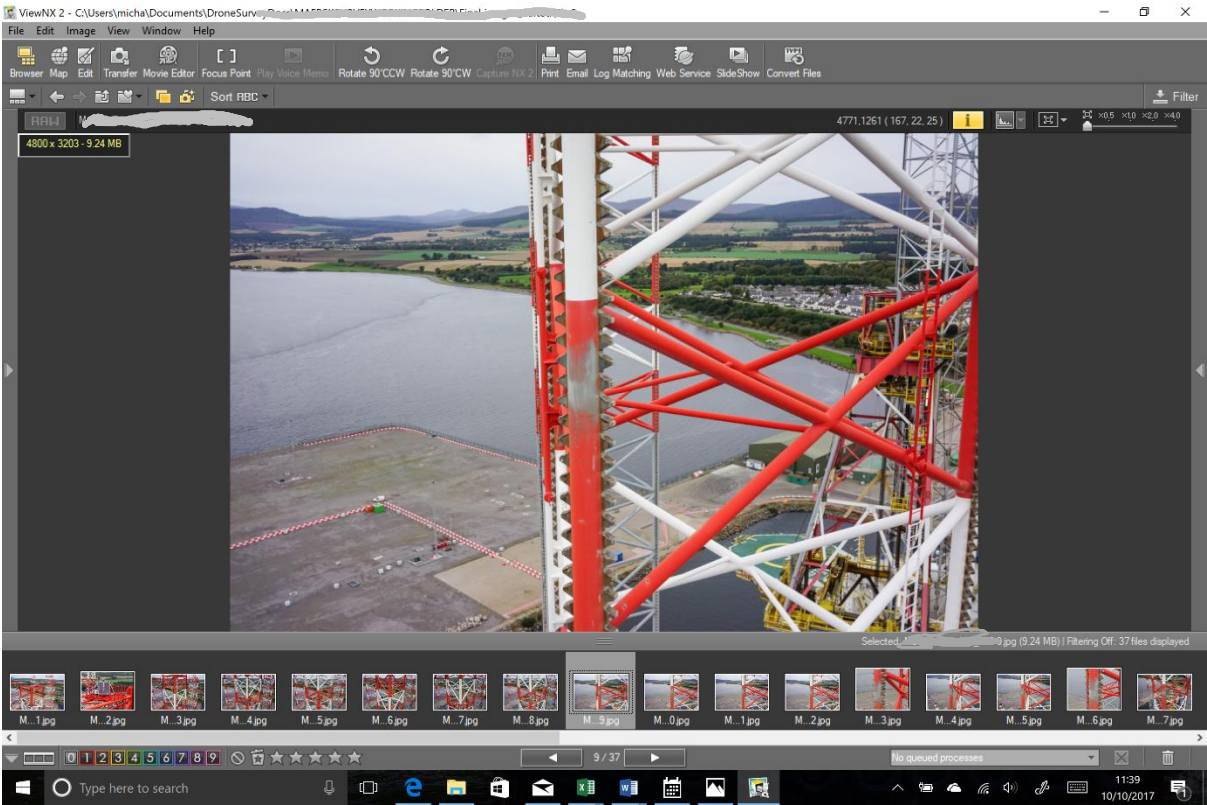 ViewNX 2 - C:\Users\micha\Documents\
File Edit Image View Window Help
Browser Map Edit Transfer Movie Editor Focus Point Play Voice Memo Rotate 90°CCW Rotate 90°CW Capture NX 2 Print Email Log Matching Web Service SlideShow Convert Files
Sort ABC Filter
RAW M 4771,1261 ( 167, 22, 25 ) i x0.5 x1.0 x2.0 x4.0
4800 x 3203 - 9.24 MB
Selected jpg (9.24 MB) | Filtering Off: 37 files displayed
M...1.jpg M...2.jpg M...3.jpg M...4.jpg M...5.jpg M...6.jpg M...7.jpg M...8.jpg M...9.jpg M...0.jpg M...1.jpg M...2.jpg M...3.jpg M...4.jpg M...5.jpg M...6.jpg M...7.jpg
0 1 2 3 4 5 6 7 8 9 9 / 37 No queued processes
Type here to search 11:39
10/10/2017